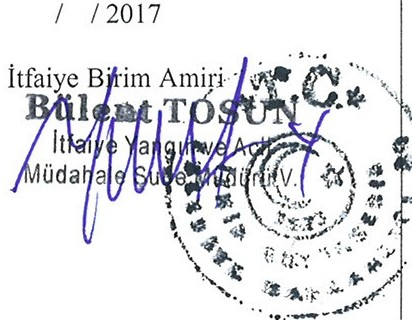 / / 2017
İtfaiye Birim Amiri
Bülent TOSUN
İtfaiye Yangın ve Acil
Müdahale Şube Müdürü V.
T.C.